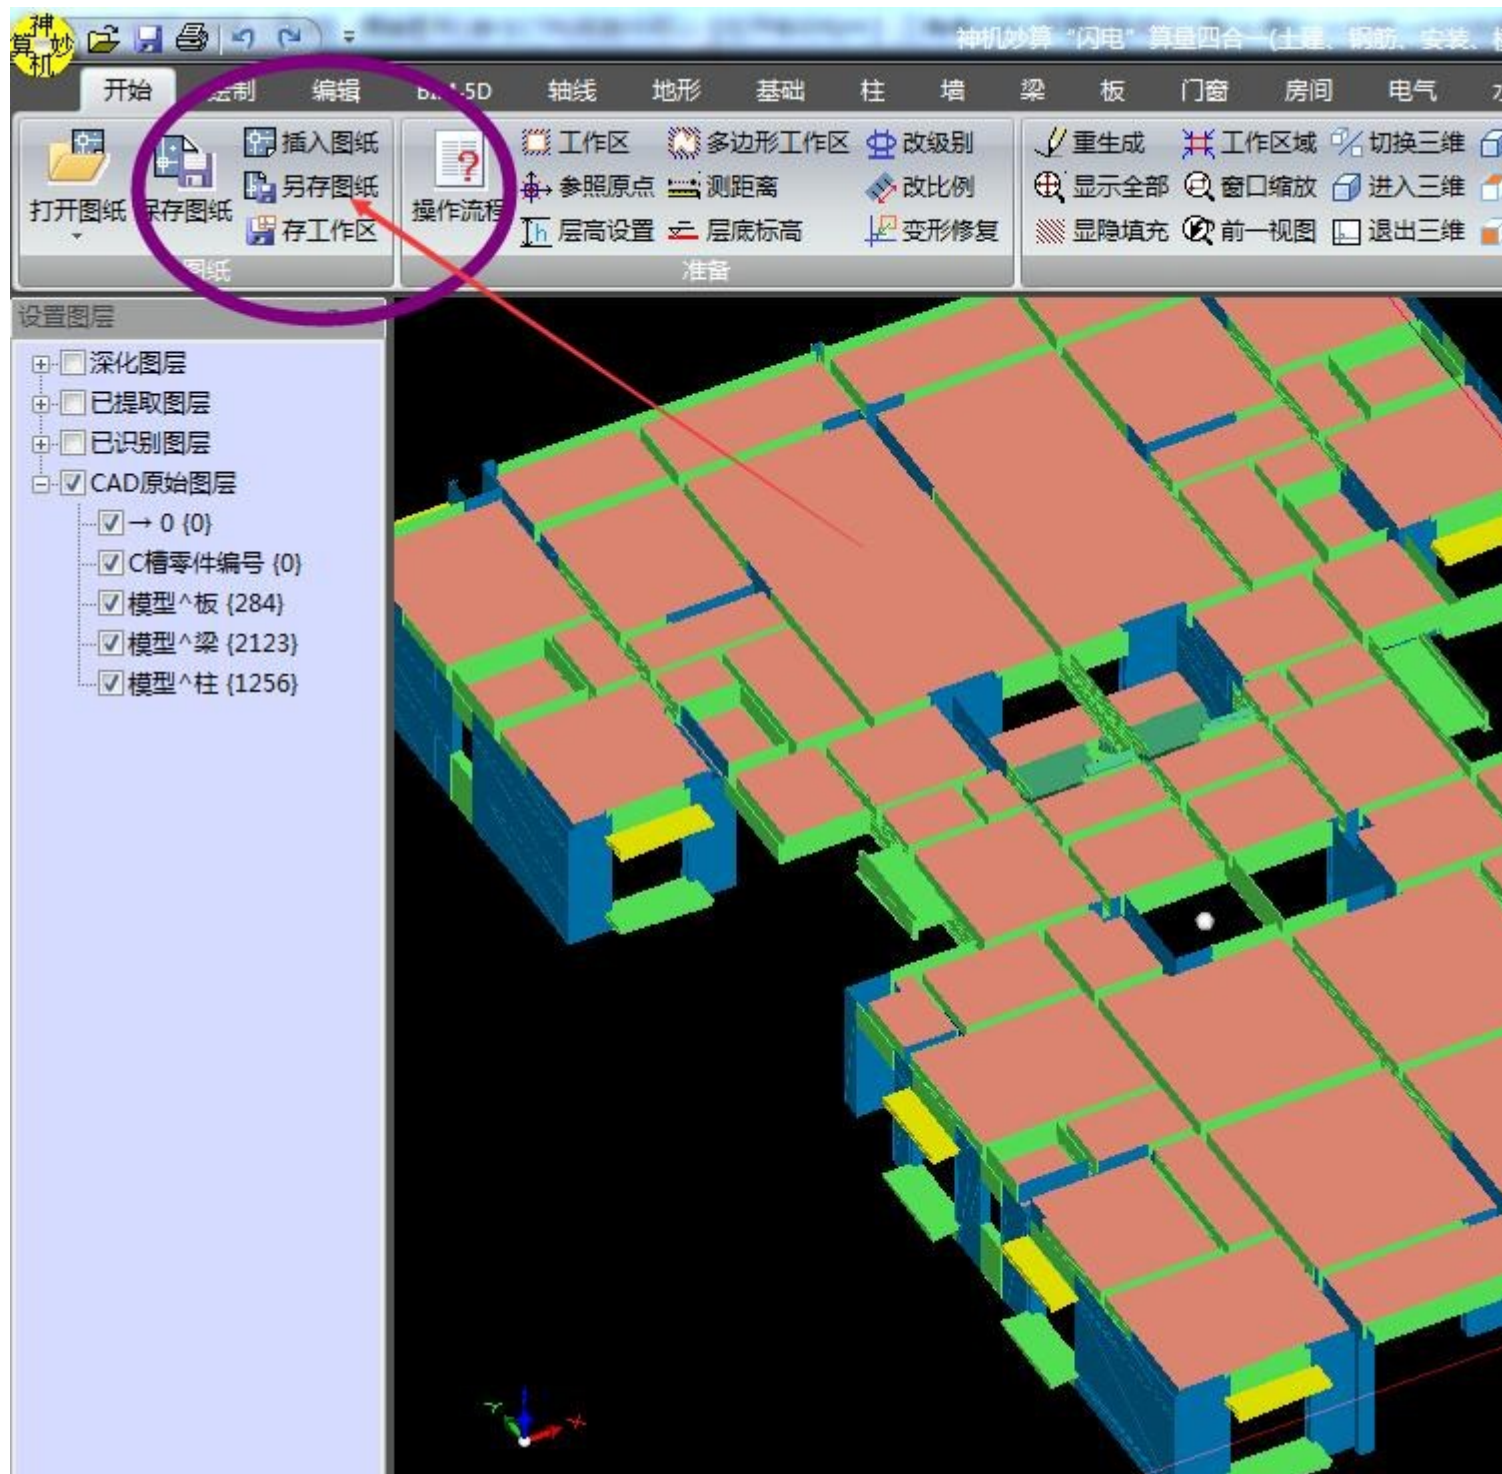 神
算 妙
机
神机妙算“闪电”算量四合一(土建、钢筋、安装、
开始 绘制 编辑 BIM-5D 轴线 地形 基础 柱 墙 梁 板 门窗 房间 电气
打开图纸
保存图纸
插入图纸
另存图纸
存工作区
图纸
操作流程
工作区 多边形工作区 改级别
参照原点 测距离 改比例
层高设置 层底标高 变形修复
准备
重生成 工作区域 切换三维
显示全部 窗口缩放 进入三维
显隐填充 前一视图 退出三维
设置图层
深化图层
已提取图层
已识别图层
CAD原始图层
→ 0 {0}
C槽零件编号 {0}
模型^板 {284}
模型^梁 {2123}
模型^柱 {1256}